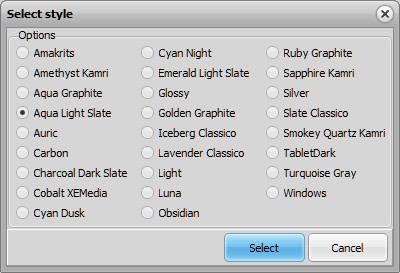 Select style
Options
Amakrits
Amethyst Kamri
Aqua Graphite
Aqua Light Slate
Auric
Carbon
Charcoal Dark Slate
Cobalt XEMedia
Cyan Dusk
Cyan Night
Emerald Light Slate
Glossy
Golden Graphite
Iceberg Classico
Lavender Classico
Light
Luna
Obsidian
Ruby Graphite
Sapphire Kamri
Silver
Slate Classico
Smokey Quartz Kamri
TabletDark
Turquoise Gray
Windows
Select
Cancel